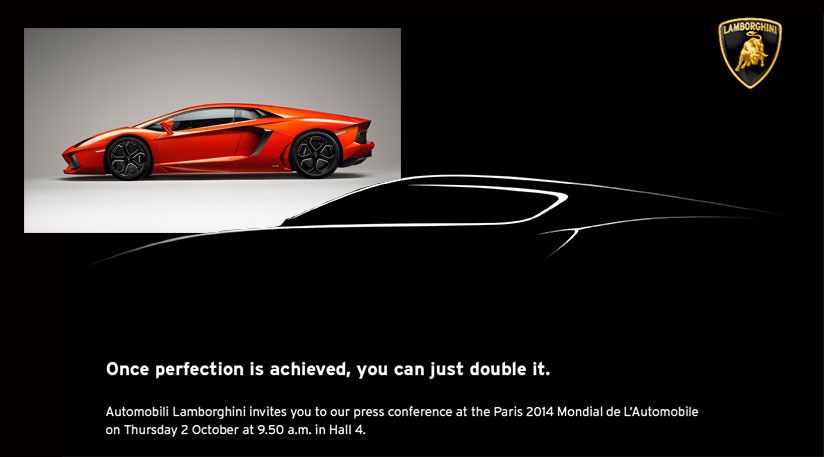 LAMBORGHINI
Once perfection is achieved, you can just double it.
Automobili Lamborghini invites you to our press conference at the Paris 2014 Mondial de L’Automobile
on Thursday 2 October at 9.50 a.m. in Hall 4.